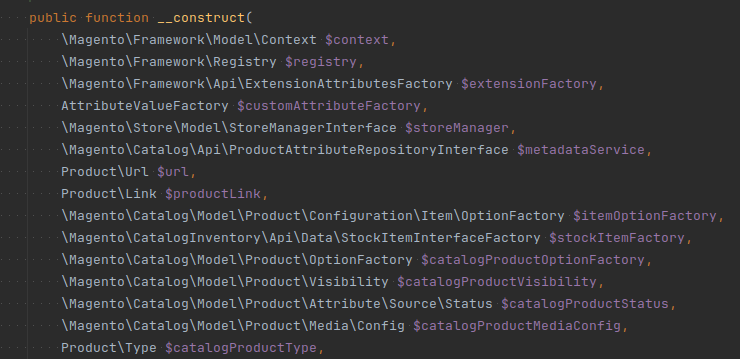 public function __construct(
\Magento\Framework\Model\Context $context,
\Magento\Framework\Registry $registry,
\Magento\Framework\Api\ExtensionAttributesFactory $extensionFactory,
AttributeValueFactory $customAttributeFactory,
\Magento\Store\Model\StoreManagerInterface $storeManager,
\Magento\Catalog\Api\ProductAttributeRepositoryInterface $metadataService,
Product\Url $url,
Product\Link $productLink,
\Magento\Catalog\Model\Product\Configuration\Item\OptionFactory $itemOptionFactory,
\Magento\CatalogInventory\Api\Data\StockItemInterfaceFactory $stockItemFactory,
\Magento\Catalog\Model\Product\OptionFactory $catalogProductOptionFactory,
\Magento\Catalog\Model\Product\Visibility $catalogProductVisibility,
\Magento\Catalog\Model\Product\Attribute\Source\Status $catalogProductStatus,
\Magento\Catalog\Model\Product\Media\Config $catalogProductMediaConfig,
Product\Type $catalogProductType,